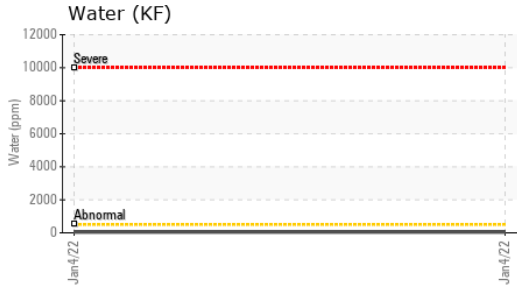 Water (KF)
12000
Severe
10000
8000
Water (ppm)
6000
4000
2000
Abnormal
0
Jan4/22
Jan4/22